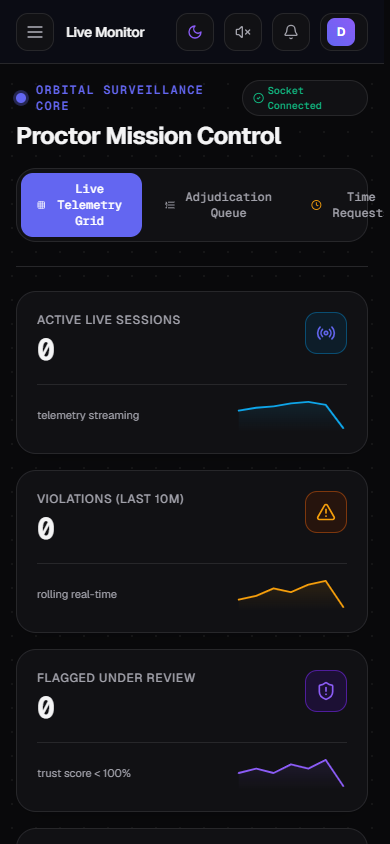 Live Monitor
D
ORBITAL SURVEILLANCE
CORE
Socket
Connected
Proctor Mission Control
Live
Telemetry
Grid
Adjudication
Queue
Time
Request
ACTIVE LIVE SESSIONS
0
telemetry streaming
VIOLATIONS (LAST 10M)
0
rolling real-time
FLAGGED UNDER REVIEW
0
trust score < 100%